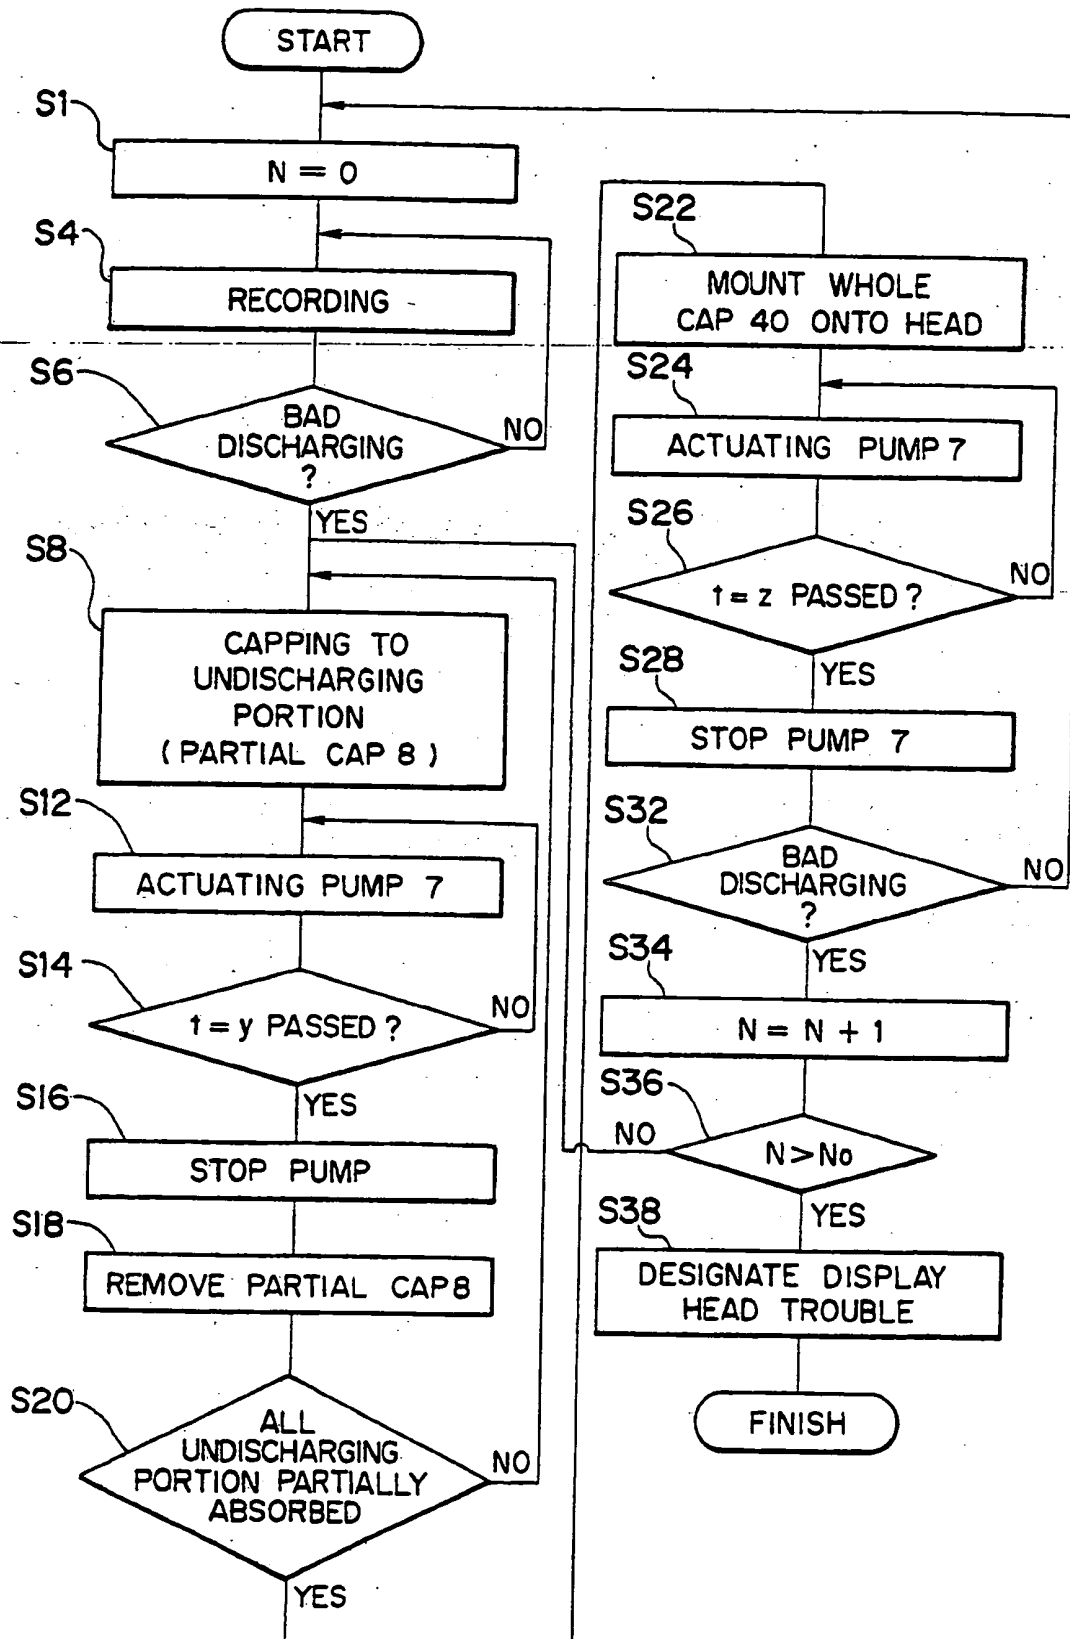 START
S1
N = 0
S4
RECORDING
S6
BAD
DISCHARGING
?
NO
YES
S8
CAPPING TO
UNDISCHARGING
PORTION
(PARTIAL CAP 8)
S12
ACTUATING PUMP 7
S14
t = y PASSED ?
NO
YES
S16
STOP PUMP
S18
REMOVE PARTIAL CAP 8
S20
ALL
UNDISCHARGING
PORTION PARTIALLY
ABSORBED
NO
YES
S22
MOUNT WHOLE
CAP 40 ONTO HEAD
S24
ACTUATING PUMP 7
S26
t = z PASSED ?
NO
YES
S28
STOP PUMP 7
S32
BAD
DISCHARGING
?
NO
YES
S34
N = N + 1
S36
NO
N > No
YES
S38
DESIGNATE DISPLAY
HEAD TROUBLE
FINISH